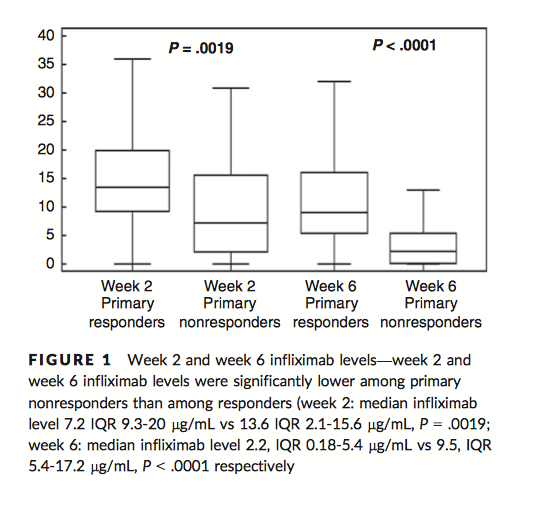 40
35
30
25
20
15
10
5
0
P = .0019
P < .0001
Week 2 Primary responders
Week 2 Primary nonresponders
Week 6 Primary responders
Week 6 Primary nonresponders
FIGURE 1 Week 2 and week 6 infliximab levels—week 2 and
week 6 infliximab levels were significantly lower among primary
nonresponders than among responders (week 2: median infliximab
level 7.2 IQR 9.3-20 μg/mL vs 13.6 IQR 2.1-15.6 μg/mL, P = .0019;
week 6: median infliximab level 2.2, IQR 0.18-5.4 μg/mL vs 9.5, IQR
5.4-17.2 μg/mL, P < .0001 respectively